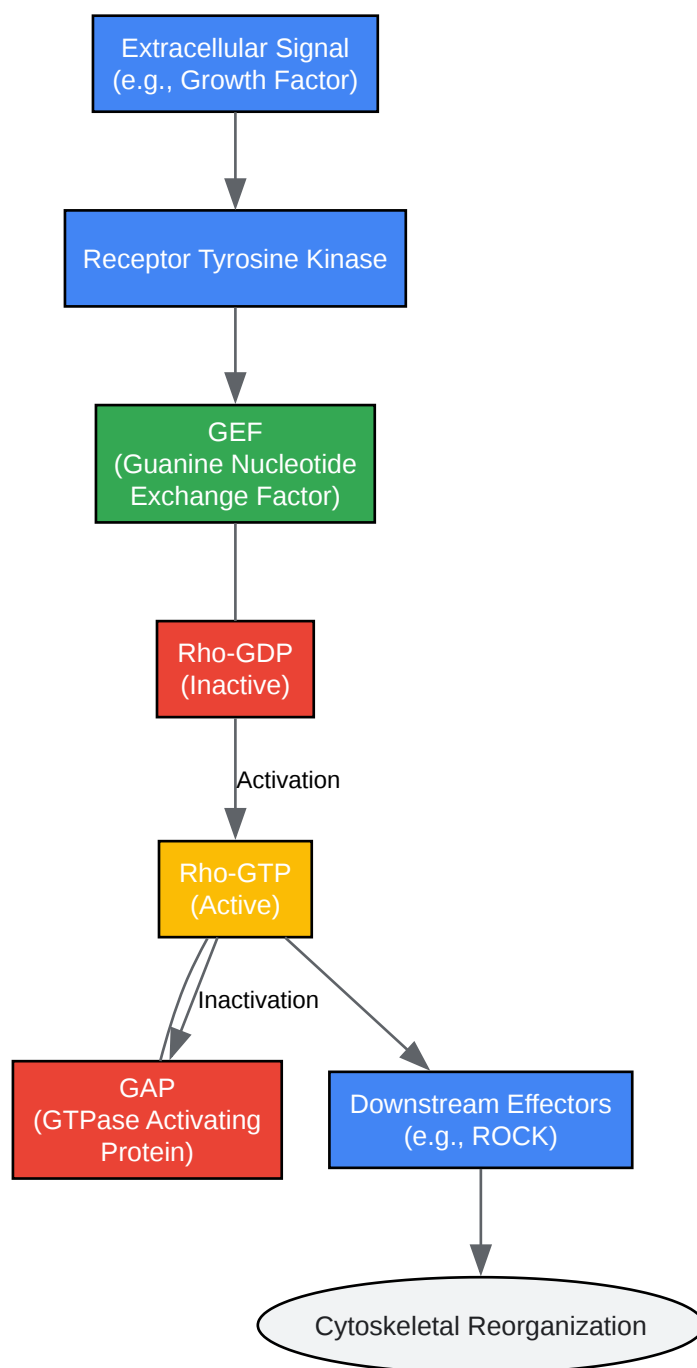 Extracellular Signal
(e.g., Growth Factor)
Receptor Tyrosine Kinase
GEF
(Guanine Nucleotide
Exchange Factor)
Rho-GDP
(Inactive)
Activation
Rho-GTP
(Active)
Inactivation
GAP
(GTPase Activating
Protein)
Downstream Effectors
(e.g., ROCK)
Cytoskeletal Reorganization